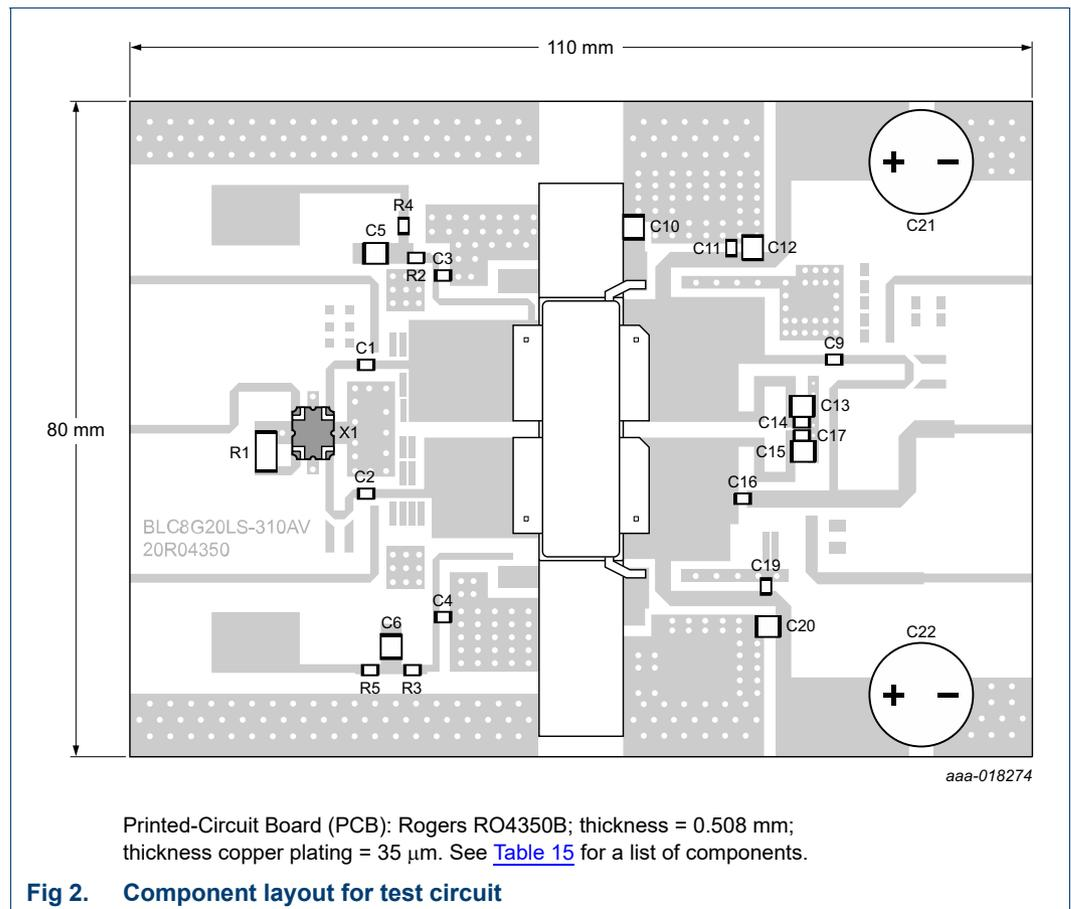 110 mm
80 mm
R4
C5
C10
C3
C11
C12
R2
C21
C1
C9
C13
X1
C14
R1
C17
C15
C2
C16
BLC8G20LS-310AV
20R04350
C19
C4
C6
C20
C22
R5
R3
aaa-018274
Printed-Circuit Board (PCB): Rogers RO4350B; thickness = 0.508 mm;
thickness copper plating = 35 μm. See Table 15 for a list of components.
Fig 2. Component layout for test circuit